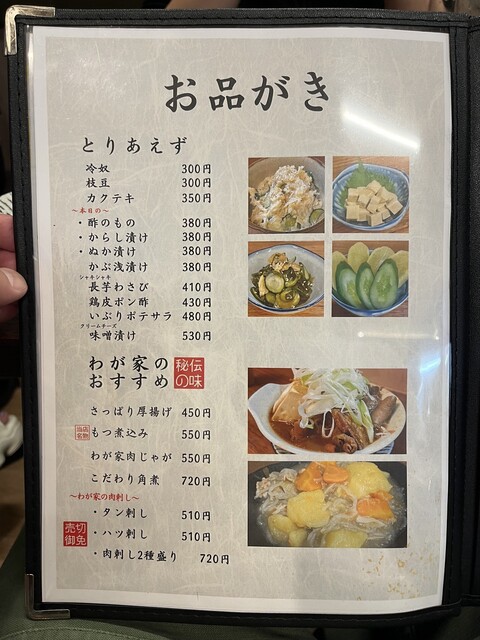 お品がき
とりあえず
冷奴 300円
枝豆 300円
カクテキ 350円
～本日の～
・酢のもの 380円
・からし漬け 380円
・ぬか漬け 380円
かぶ浅漬け 380円
シャキシャキ
長芋わさび 410円
鶏皮ポン酢 430円
いぶりポテサラ 480円
クリームチーズ
味噌漬け 530円
わが家の
おすすめ
秘伝
の味
さっぱり厚揚げ 450円
当店
名物
もつ煮込み 550円
わが家肉じゃが 550円
こだわり角煮 720円
～わが家の肉刺し～
・タン刺し 510円
売切
御免
・ハツ刺し 510円
・肉刺し2種盛り 720円